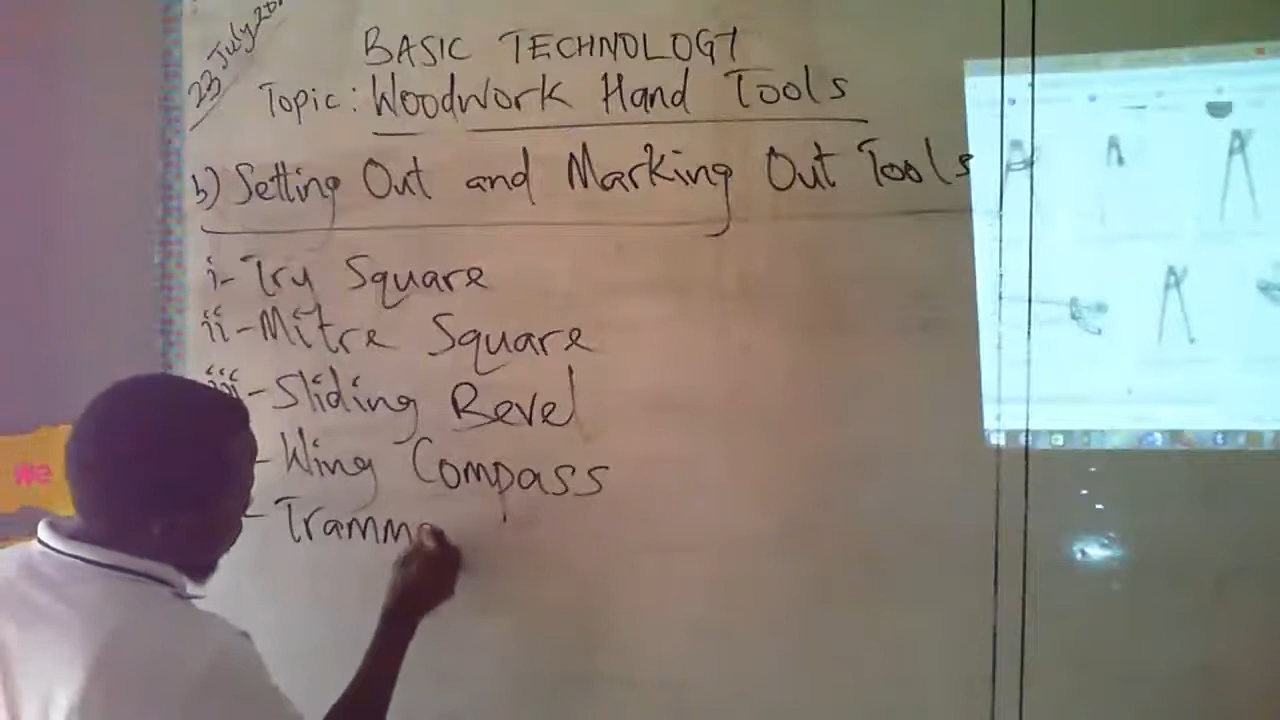 23 July
BASIC TECHNOLOGY
Topic: Woodwork Hand Tools
b) Setting Out and Marking Out Tools
i- Try Square
ii - Mitre Square
iii - Sliding Bevel
- Wing Compass
- Tramm
we